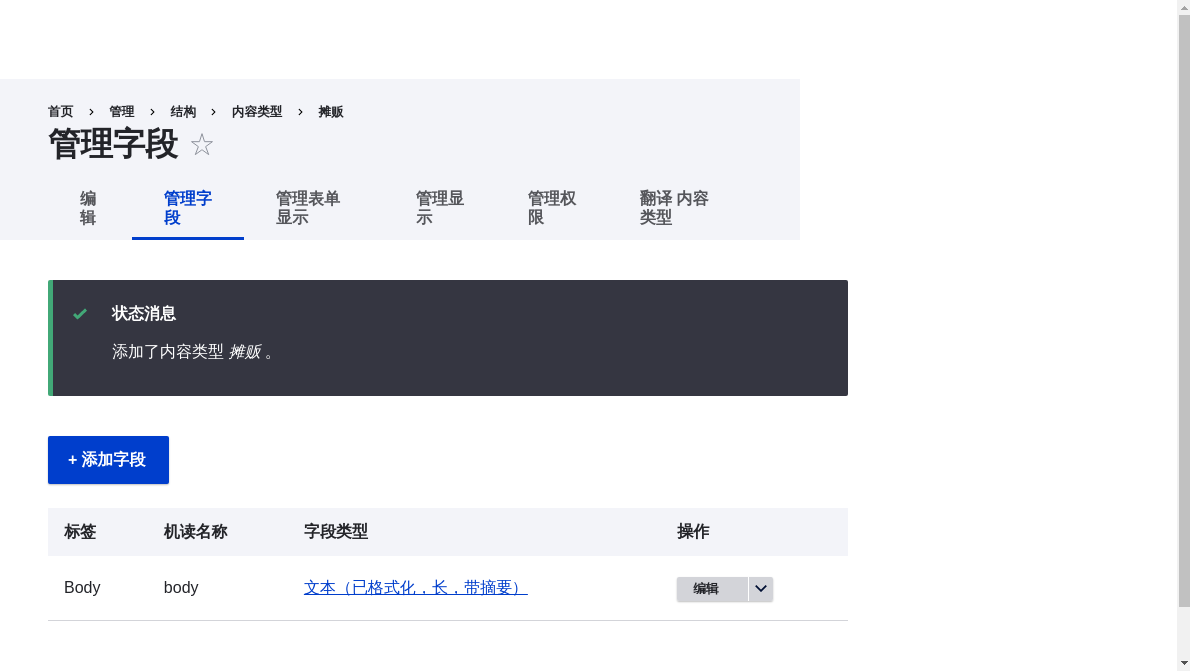 首页 › 管理 › 结构 › 内容类型 › 摊贩
管理字段 ☆
编
辑
管理字
段
管理表单
显示
管理显
示
管理权
限
翻译 内容
类型
状态消息
添加了内容类型 摊贩 。
+ 添加字段
标签 机读名称 字段类型 操作
Body body 文本（已格式化，长，带摘要） 编辑